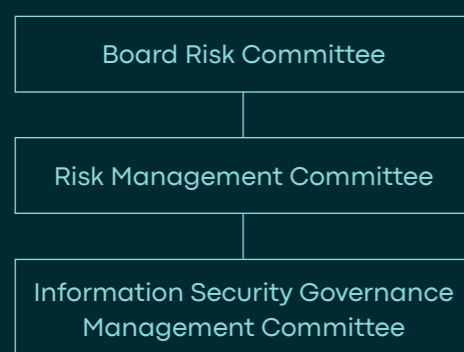 Board Risk Committee
Risk Management Committee
Information Security Governance
Management Committee